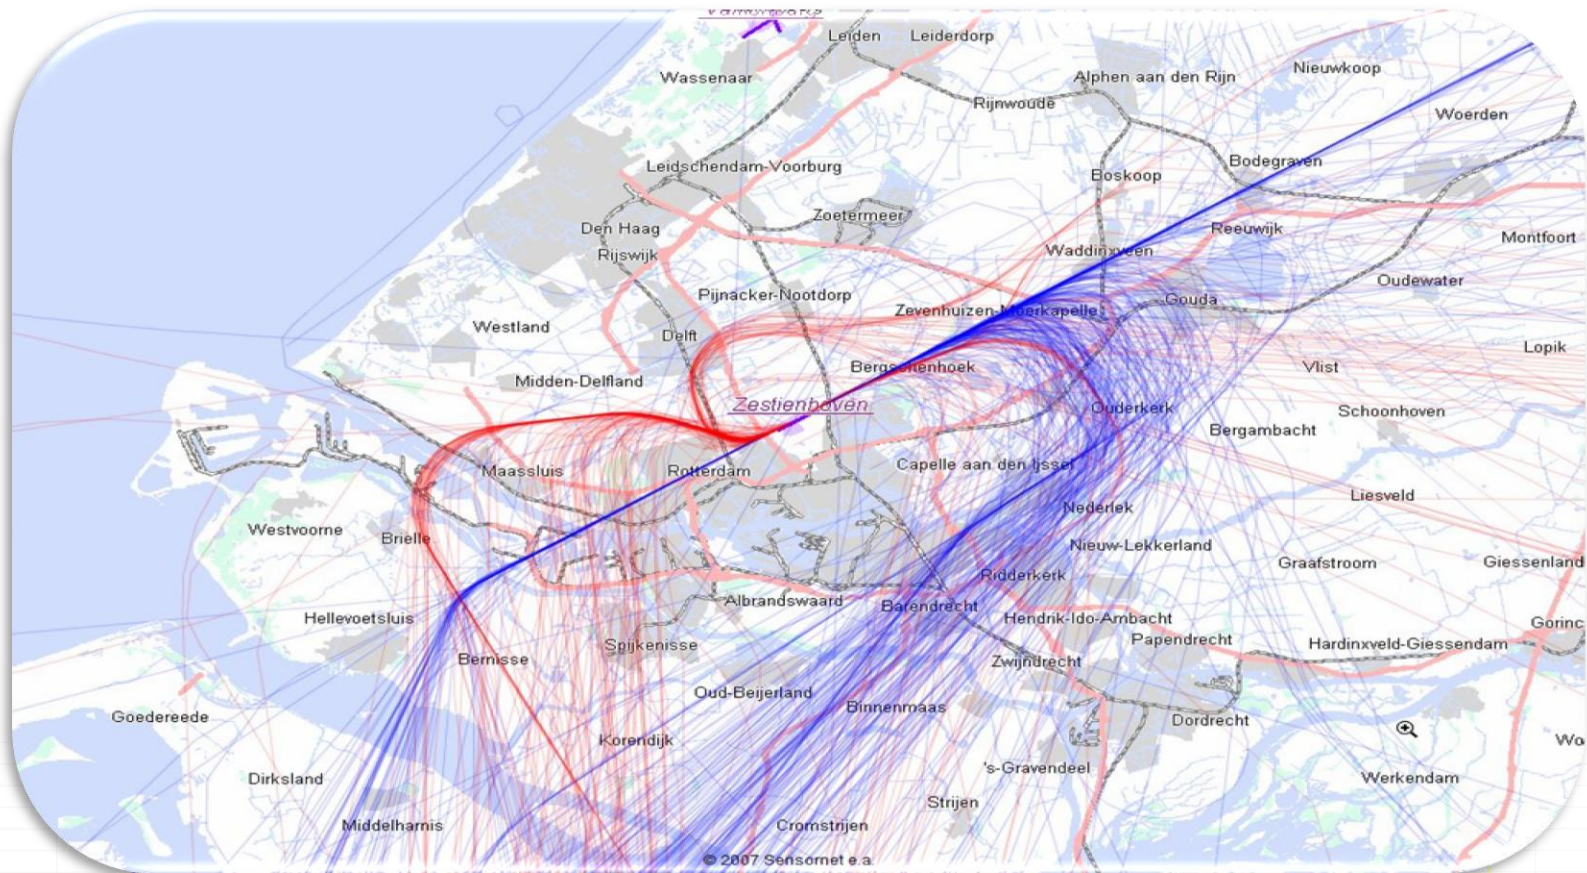 Leiden
Leiderdorp
Wassenaar
Alphen aan den Rijn
Nieuwkoop
Rijnwoude
Woerden
Leidschendam-Voorburg
Bodegraven
Boskoop
Zoetermeer
Den Haag
Reeuwijk
Montfoort
Rijswijk
Waddinxveen
Oudewater
Pijnacker-Nootdorp
Gouda
Zevenhuizen-Moerkapelle
Westland
Delft
Lopik
Bergschenhoek
Vlist
Midden-Delfland
Zestienhoven
Ouderkerk
Schoonhoven
Bergambacht
Maassluis
Rotterdam
Capelle aan den Ijssel
Liesveld
Nederlek
Westvoorne
Brielle
Nieuw-Lekkerland
Graafstroom
Giessenland
Ridderkerk
Albrandswaard
Barendrecht
Hellevoetsluis
Hendrik-Ido-Ambacht
Gorinc
Papendrecht
Hardinxveld-Giessendam
Spijkenisse
Bernisse
Zwijndrecht
Oud-Beijerland
Binnenmaas
Goedereede
Dordrecht
Korendijk
Wo
's-Gravendeel
Dirksland
Werkendam
Strijen
Middelharnis
Cromstrijen
© 2007 Sensornet e.a.